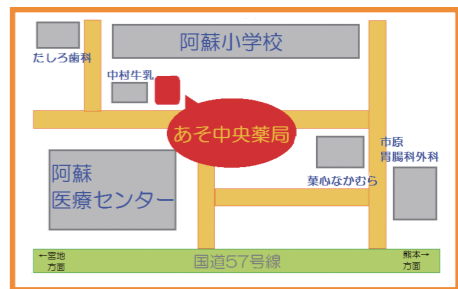 阿蘇小学校
たしろ歯科
中村牛乳
あそ中央薬局
市原
胃腸科外科
菓心なかむら
阿蘇
医療センター
←宮地
方面
国道57号線
熊本→
方面